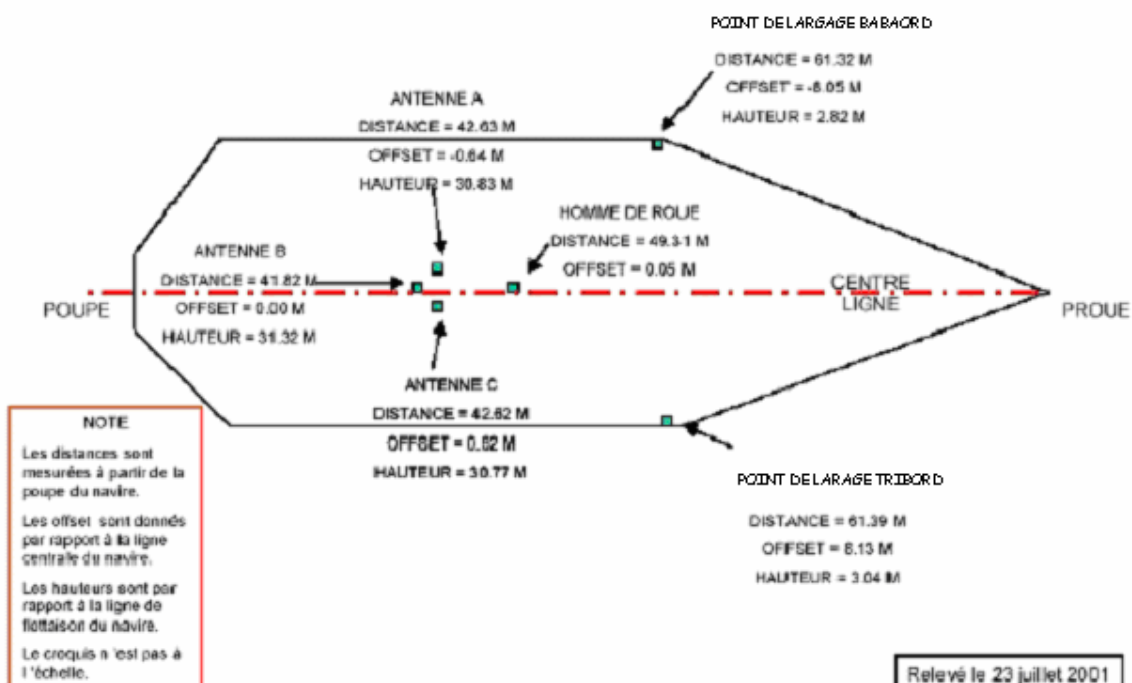 POINT DE LARGAGE BABAORD
DISTANCE = 61.32 M
OFFSET = -8.05 M
HAUTEUR = 2.82 M
ANTENNE A
DISTANCE = 42.63 M
OFFSET = -0.64 M
HAUTEUR = 30.83 M
HOMME DE ROUE
DISTANCE = 49.31 M
OFFSET = 0.05 M
ANTENNE B
DISTANCE = 41.82 M
OFFSET = 0.00 M
HAUTEUR = 31.32 M
POUPE
CENTRE
LIGNE
PROUE
ANTENNE C
DISTANCE = 42.62 M
OFFSET = 0.62 M
HAUTEUR = 30.77 M
POINT DE LARAGE TRIBORD
DISTANCE = 61.39 M
OFFSET = 8.13 M
HAUTEUR = 3.04 M
NOTE
Les distances sont
mesurées à partir de la
poupe du navire.
Les offset sont donnés
par rapport à la ligne
centrale du navire.
Les hauteurs sont par
rapport à la ligne de
flottaison du navire.
Le croquis n 'est pas à
l 'échelle.
Relevé le 23 juillet 2001